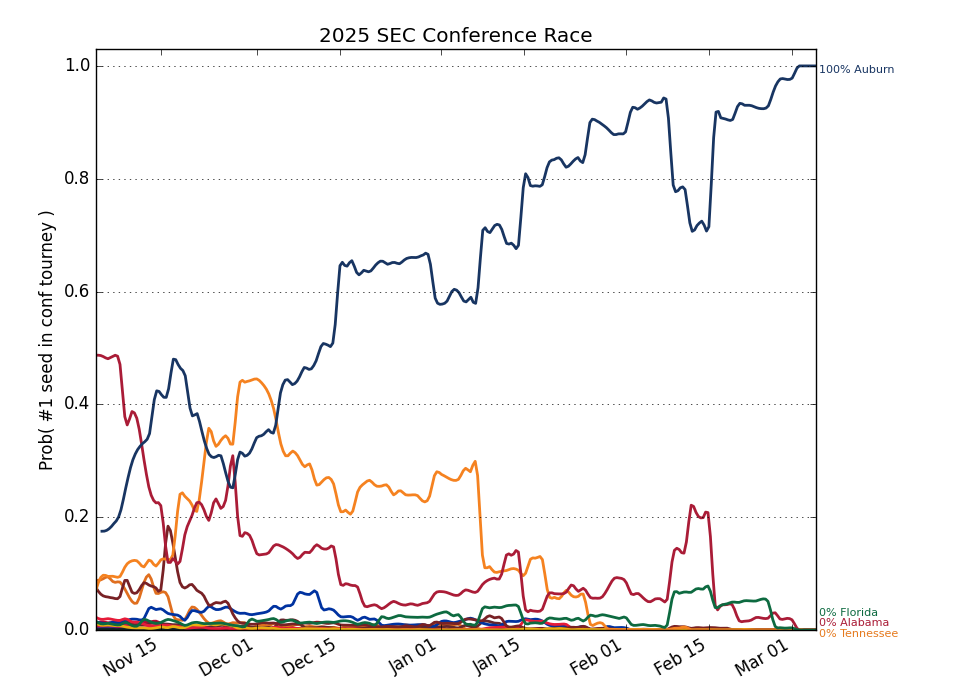 2025 SEC Conference Race
Prob( #1 seed in conf tourney )
1.0
0.8
0.6
0.4
0.2
0.0
Nov 15
Dec 01
Dec 15
Jan 01
Jan 15
Feb 01
Feb 15
Mar 01
100% Auburn
0% Florida
0% Alabama
0% Tennessee